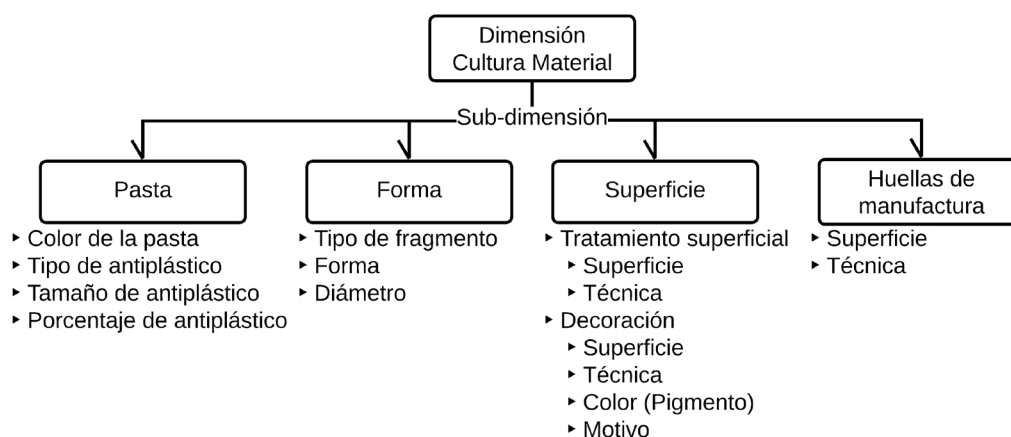 Dimensión
Cultura Material
Sub-dimensión
Pasta
‣ Color de la pasta
‣ Tipo de antiplástico
‣ Tamaño de antiplástico
‣ Porcentaje de antiplástico
Forma
‣ Tipo de fragmento
‣ Forma
‣ Diámetro
Superficie
‣ Tratamiento superficial
‣ Superficie
‣ Técnica
‣ Decoración
‣ Superficie
‣ Técnica
‣ Color (Pigmento)
‣ Motivo
Huellas de
manufactura
‣ Superficie
‣ Técnica